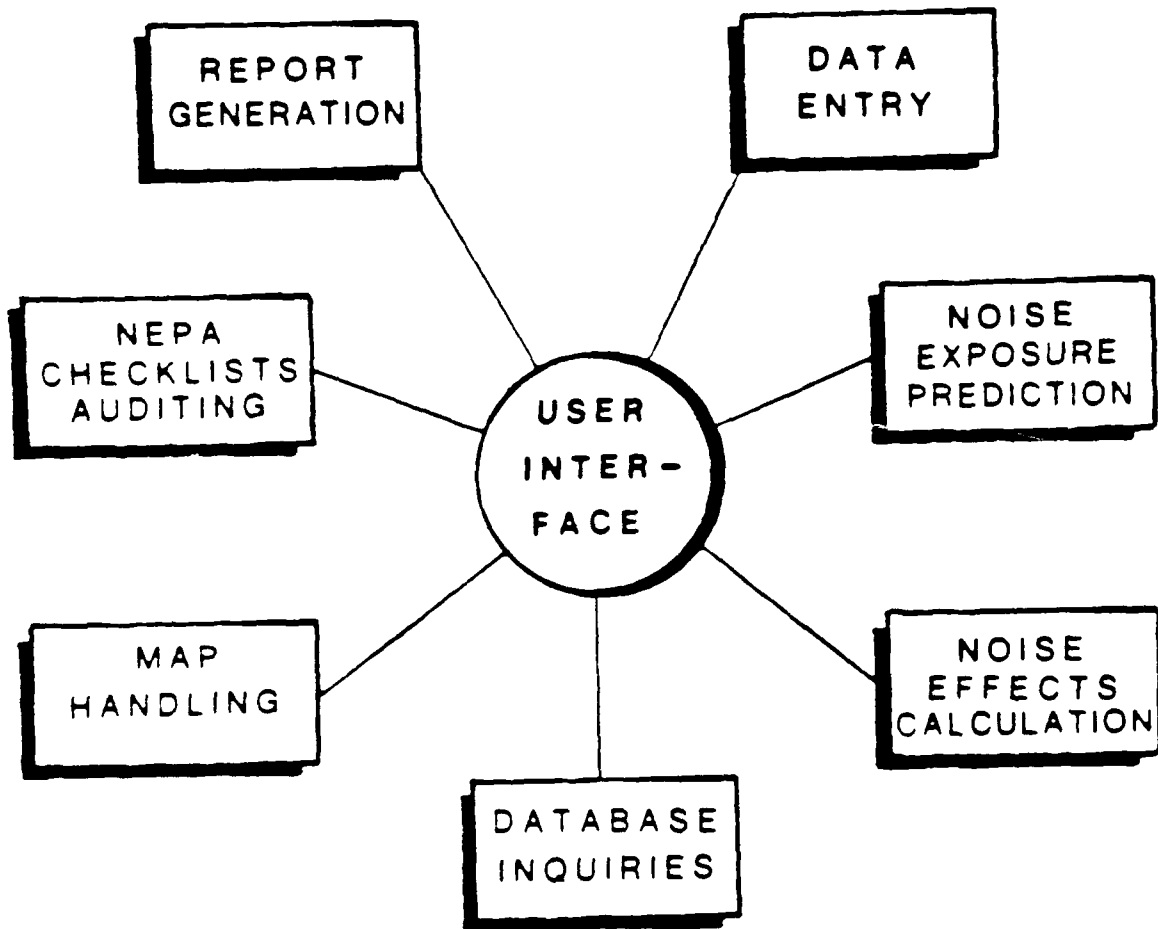 REPORT
GENERATION
DATA
ENTRY
NEPA
CHECKLISTS
AUDITING
NOISE
EXPOSURE
PREDICTION
USER
INTER-
FACE
MAP
HANDLING
NOISE
EFFECTS
CALCULATION
DATABASE
INQUIRIES